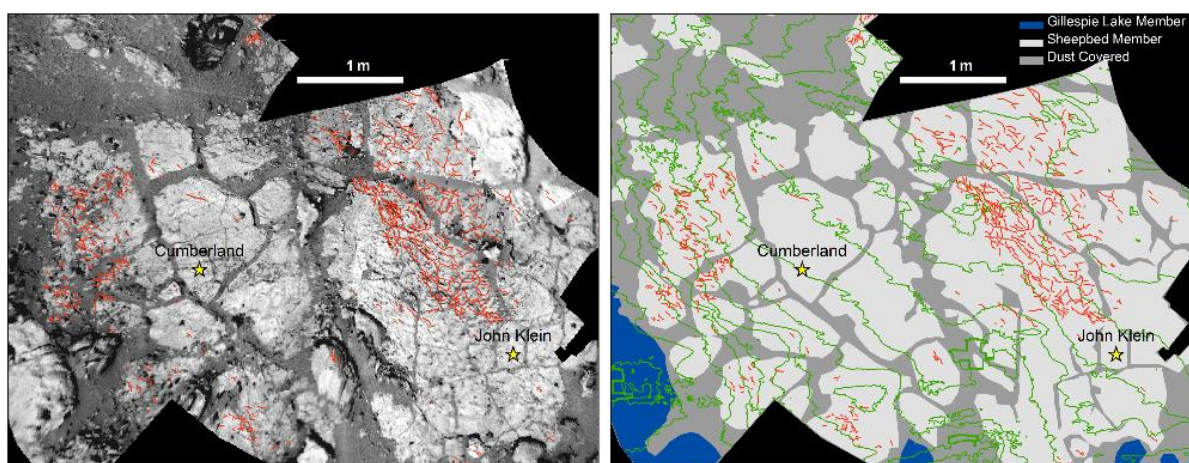 1 m
Cumberland
John Klein
Gillespie Lake Member
Sheepbed Member
Dust Covered
1 m
Cumberland
John Klein